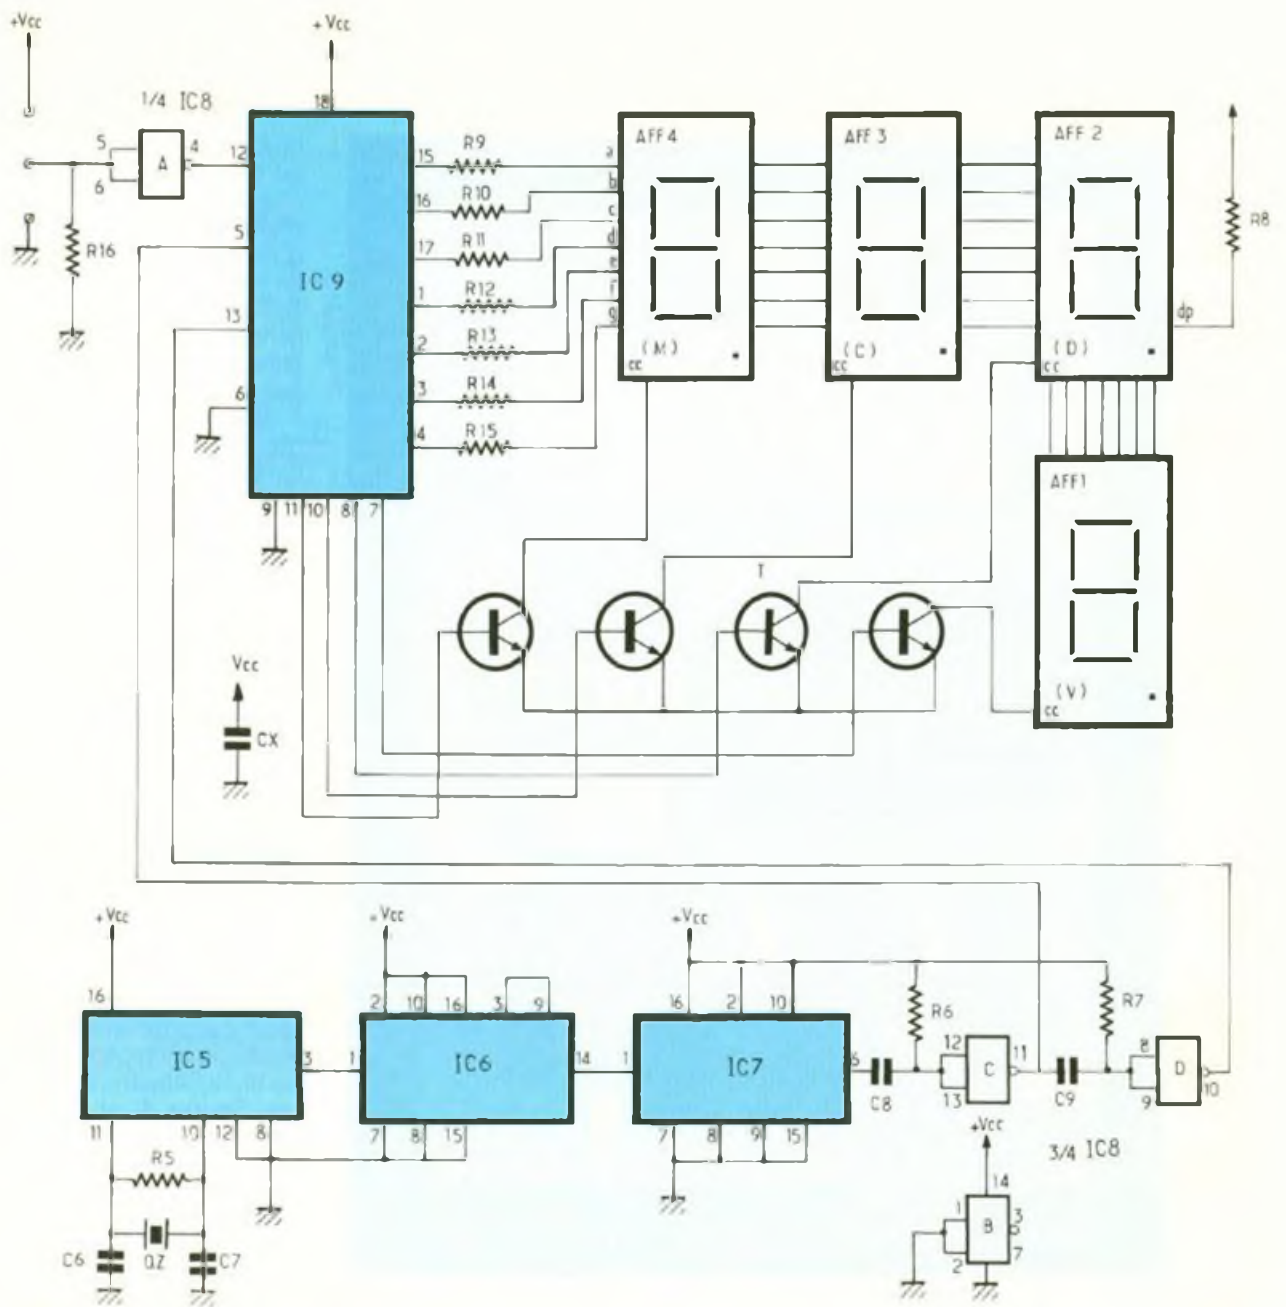 +Vcc
+Vcc
1/4 IC8
18
5
6
A
4
12
R16
5
13
6
IC 9
15
16
17
1
2
3
4
R9
R10
R11
R12
R13
R14
R15
a
b
c
d
e
f
g
AFF4
(M)
CC
AFF 3
(C)
CC
AFF 2
(D)
CC
dp
R8
9
11
10
8
7
AFF1
(V)
CC
T
Vcc
CX
+Vcc
+Vcc
+Vcc
16
2
10
16
3
9
16
2
10
R6
R7
IC5
3
1
IC6
14
1
IC7
6
C8
12
13
C
11
C9
8
9
D
10
11
10
12
8
7
8
15
7
8
9
15
R5
C6
QZ
C7
+Vcc
3/4 IC8
14
1
2
B
3
7